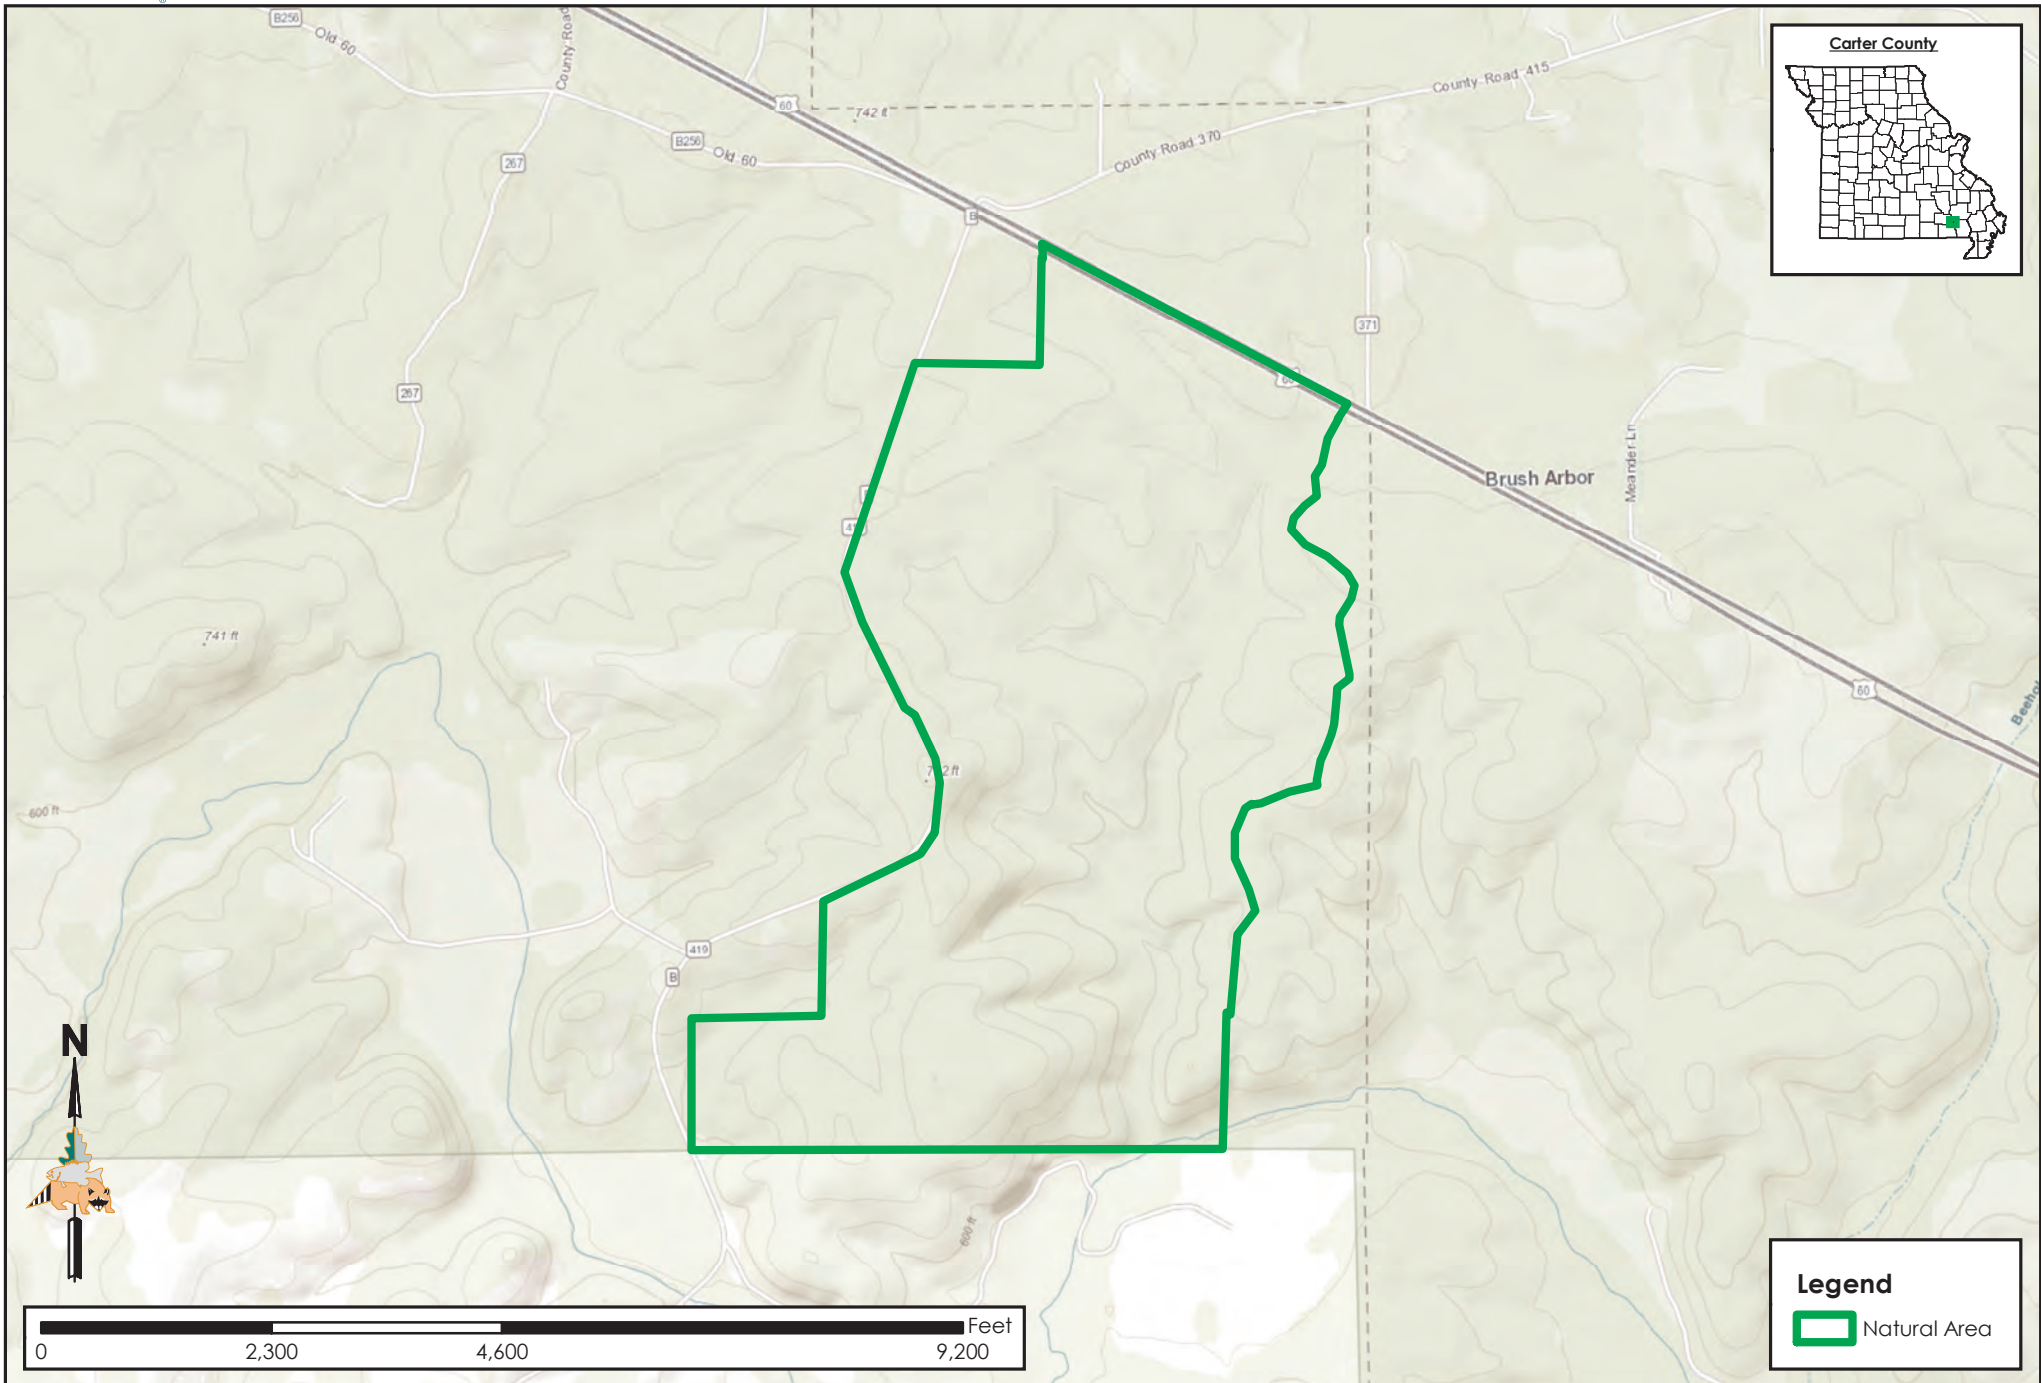 B256
Old 60
County Road
Carter County
County Road 415
60
742 ft
B256
Old 60
267
County Road 370
B
371
60
267
Brush Arbor
Meander Ln
741 ft
60
600 ft
419
B
N
600 ft
Legend
Natural Area
Feet
0
2,300
4,600
9,200